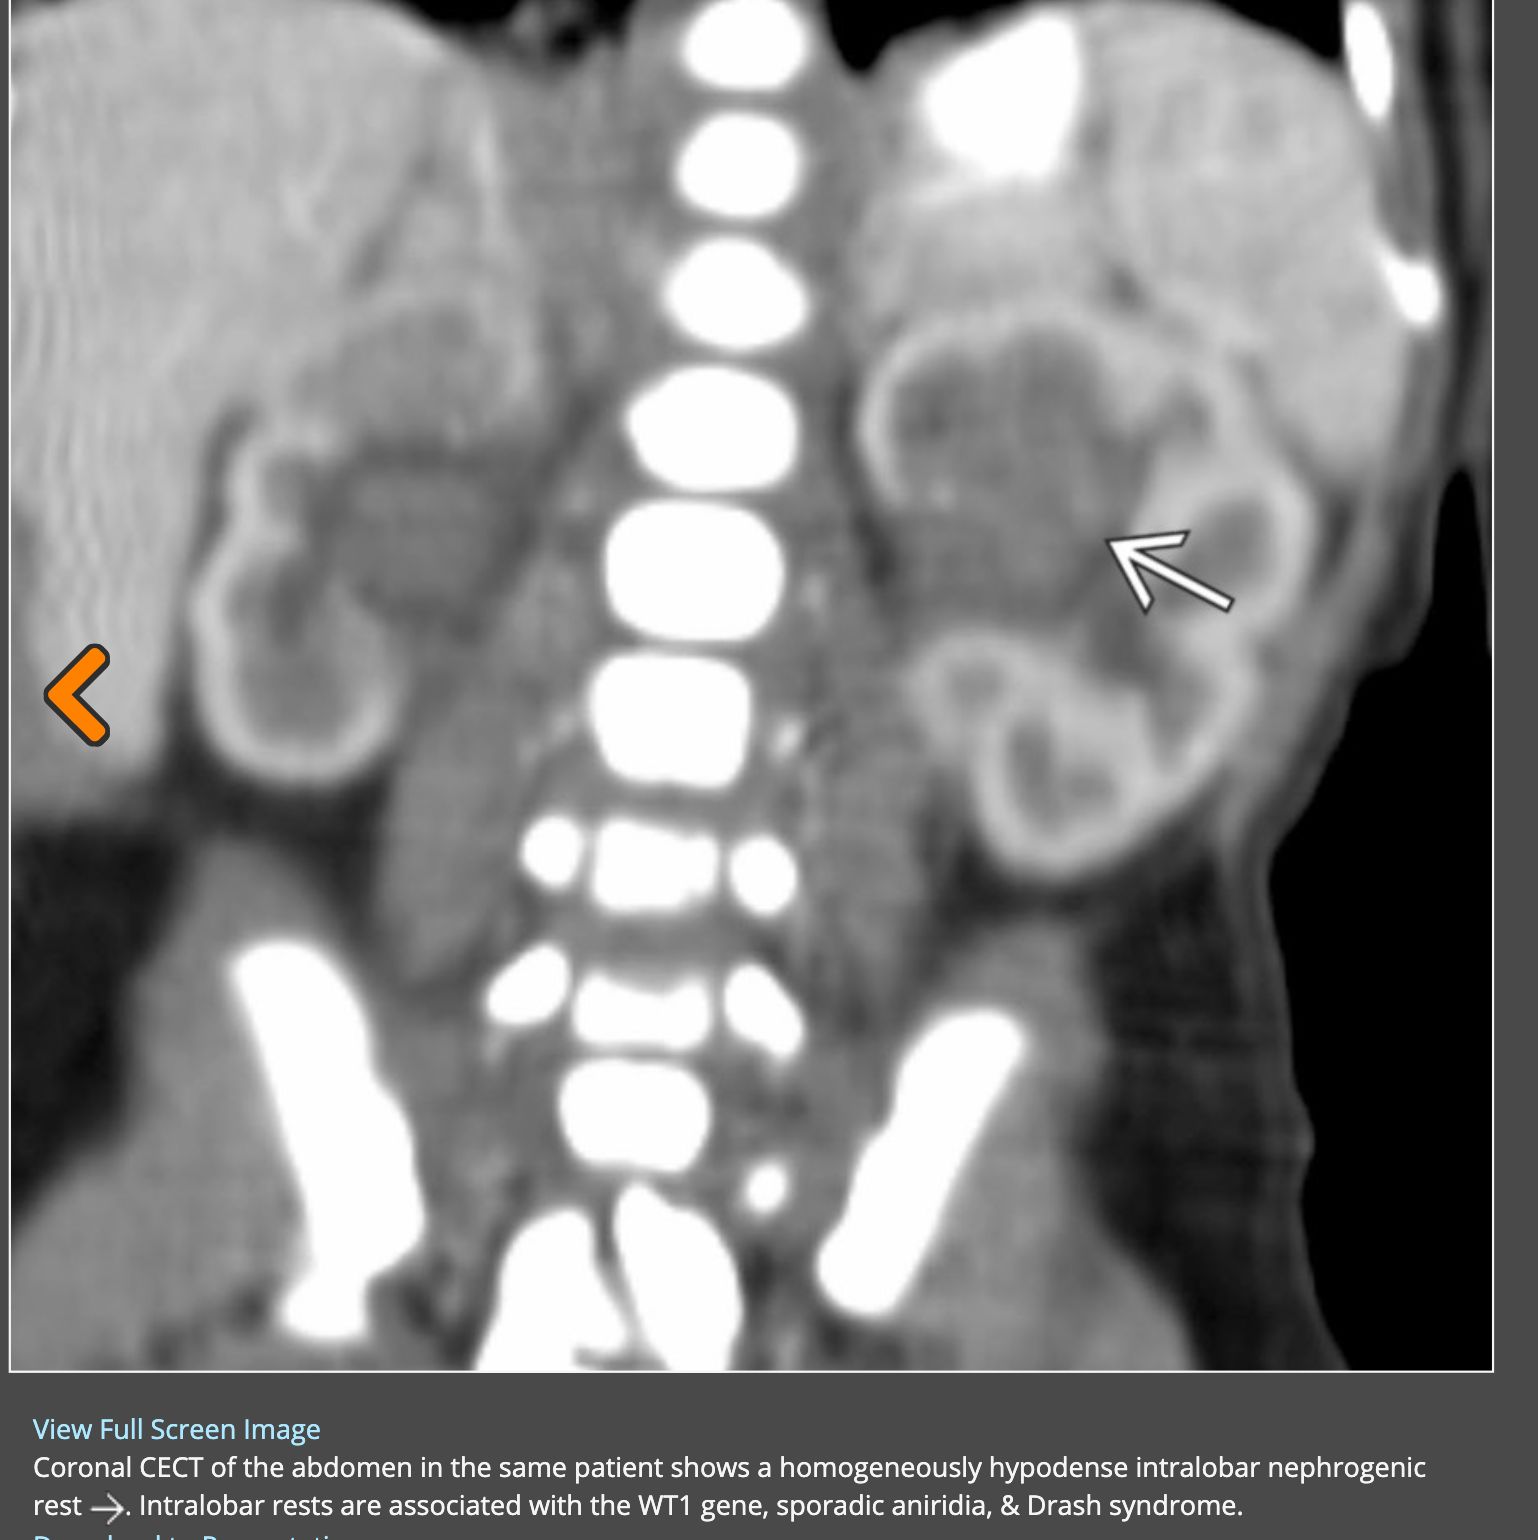 View Full Screen Image
Coronal CECT of the abdomen in the same patient shows a homogeneously hypodense intralobar nephrogenic
rest →. Intralobar rests are associated with the WT1 gene, sporadic aniridia, & Drash syndrome.